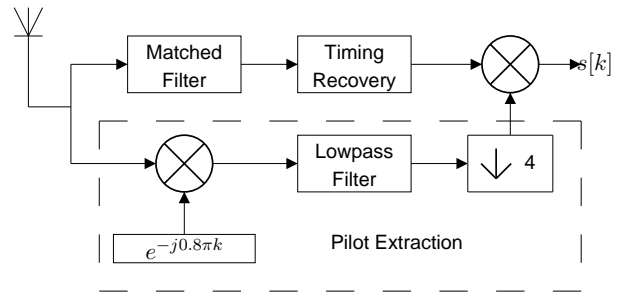 Matched
Filter
Timing
Recovery
s[k]
Lowpass
Filter
4
e^{-j0.8πk}
Pilot Extraction